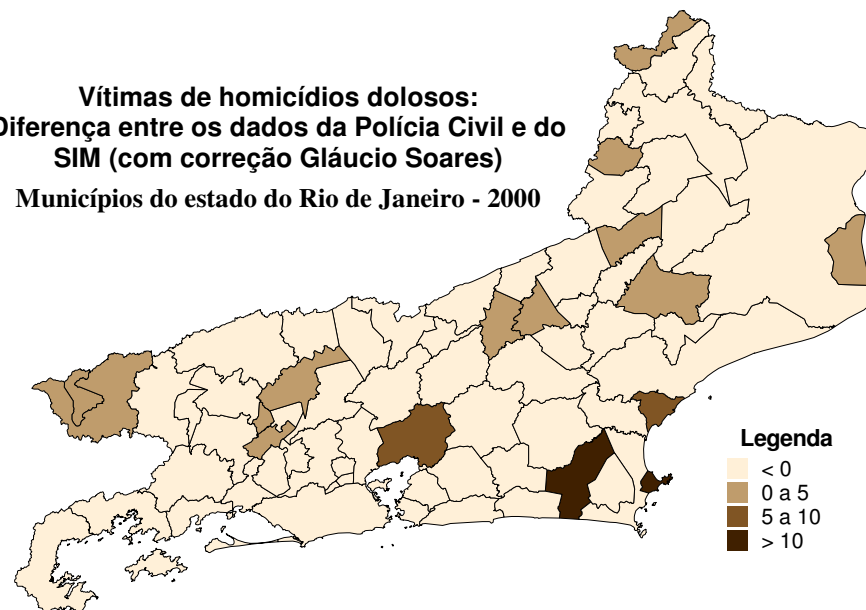 Vítimas de homicídios dolosos:
Diferença entre os dados da Polícia Civil e do
SIM (com correção Gláucio Soares)
Municípios do estado do Rio de Janeiro - 2000
Legenda
< 0
0 a 5
5 a 10
> 10